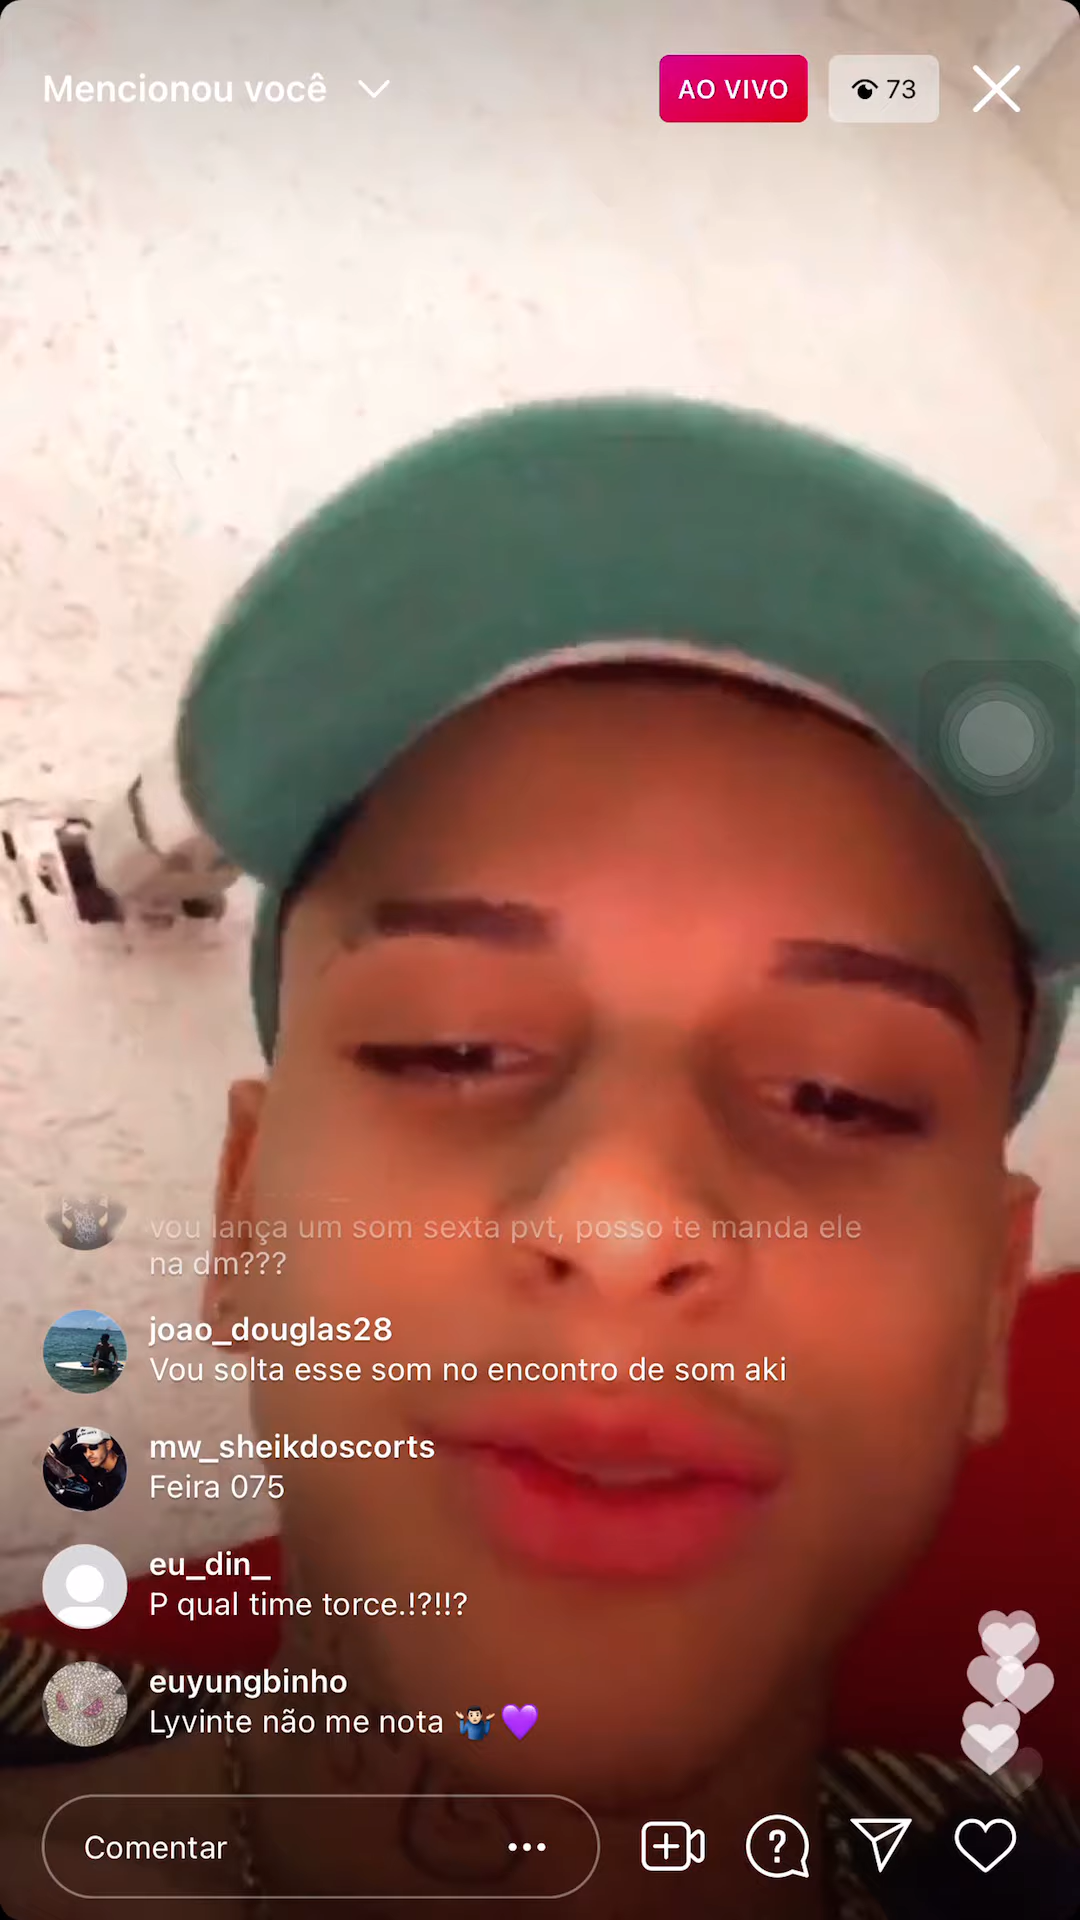 Mencionou você
AO VIVO
73
vou lança um som sexta pvt, posso te manda ele
na dm???
joao_douglas28
Vou solta esse som no encontro de som aki
mw_sheikdoscorts
Feira 075
eu_din_
P qual time torce.!?!!?
euyungbinho
Lyvinte não me nota 🤷🏻‍♂️💜
Comentar